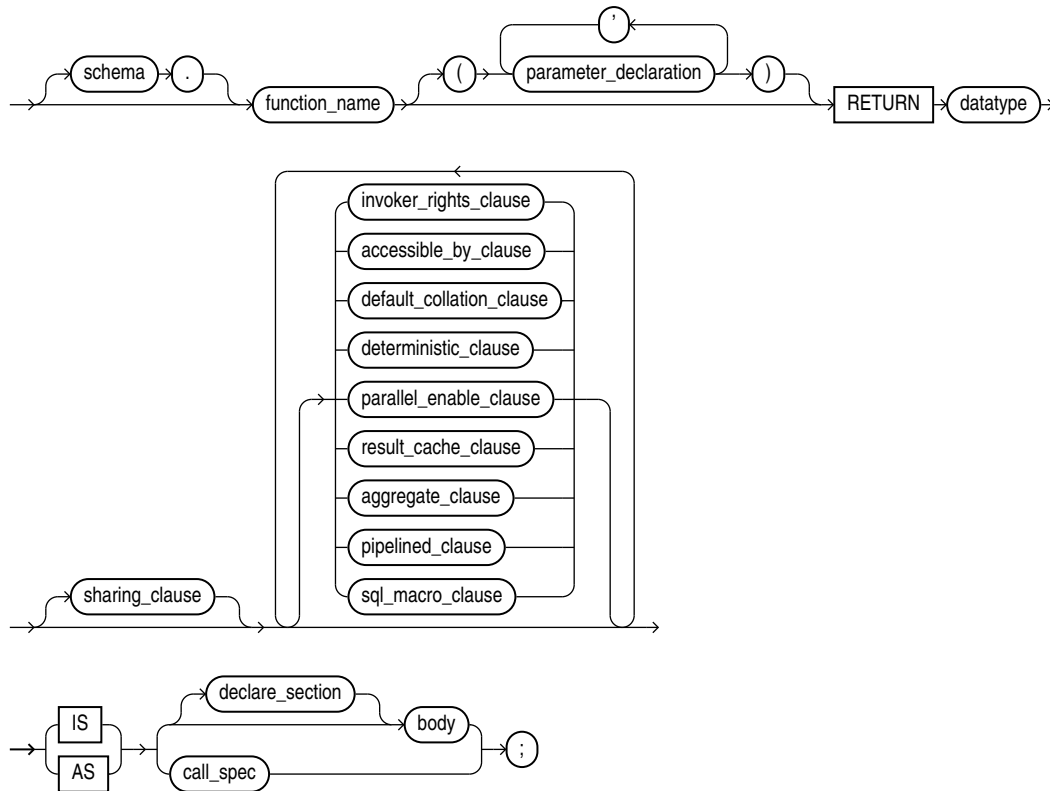 ,
schema . ( parameter_declaration )
function_name RETURN datatype
invoker_rights_clause
accessible_by_clause
default_collation_clause
deterministic_clause
parallel_enable_clause
result_cache_clause
aggregate_clause
pipelined_clause
sharing_clause sql_macro_clause
declare_section
IS body
;
AS call_spec